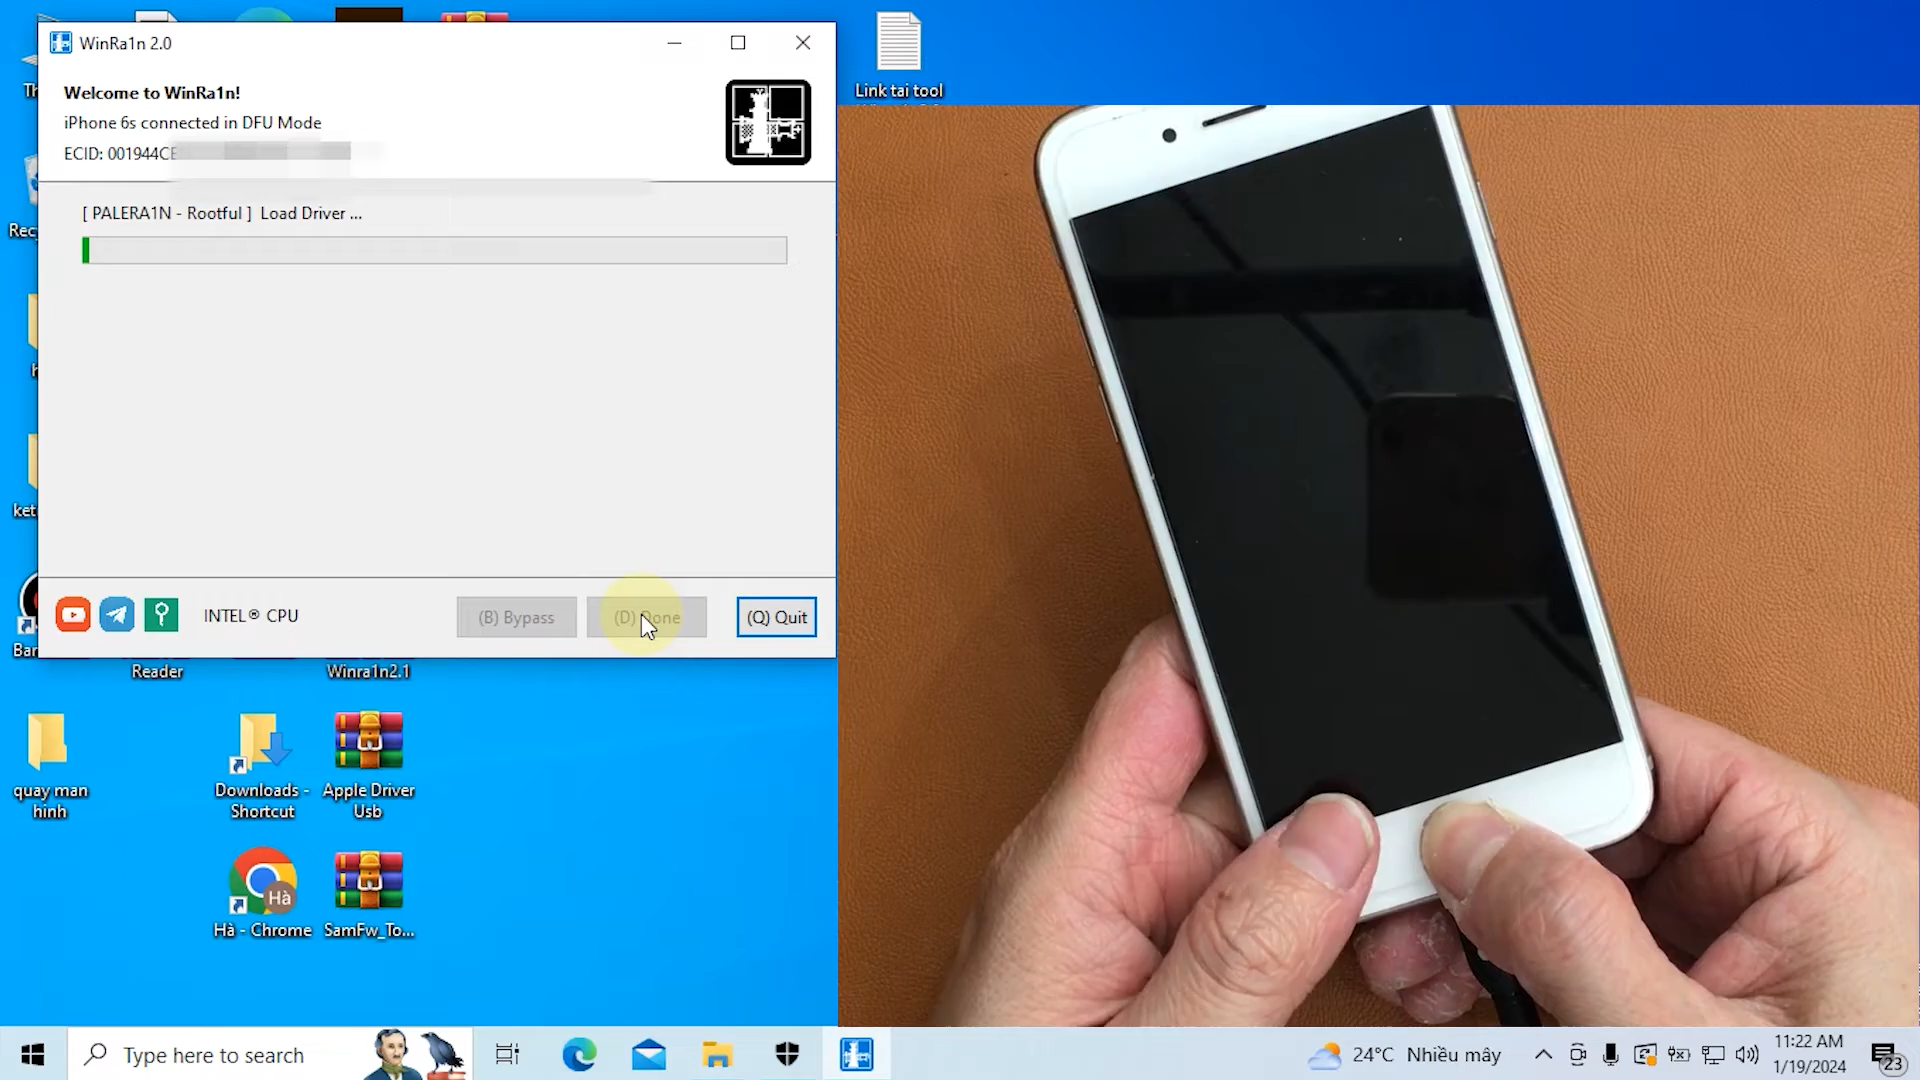 WinRa1n 2.0
Welcome to WinRa1n!
iPhone 6s connected in DFU Mode
ECID: 001944CE
[ PALERA1N - Rootful ] Load Driver ...
INTEL® CPU
(B) Bypass
(D) Done
(Q) Quit
Link tai tool
Reader
Winra1n2.1
quay man
hinh
Downloads -
Shortcut
Apple Driver
Usb
Hà
Hà - Chrome
SamFw_To...
Type here to search
24°C Nhiều mây
11:22 AM
1/19/2024
23